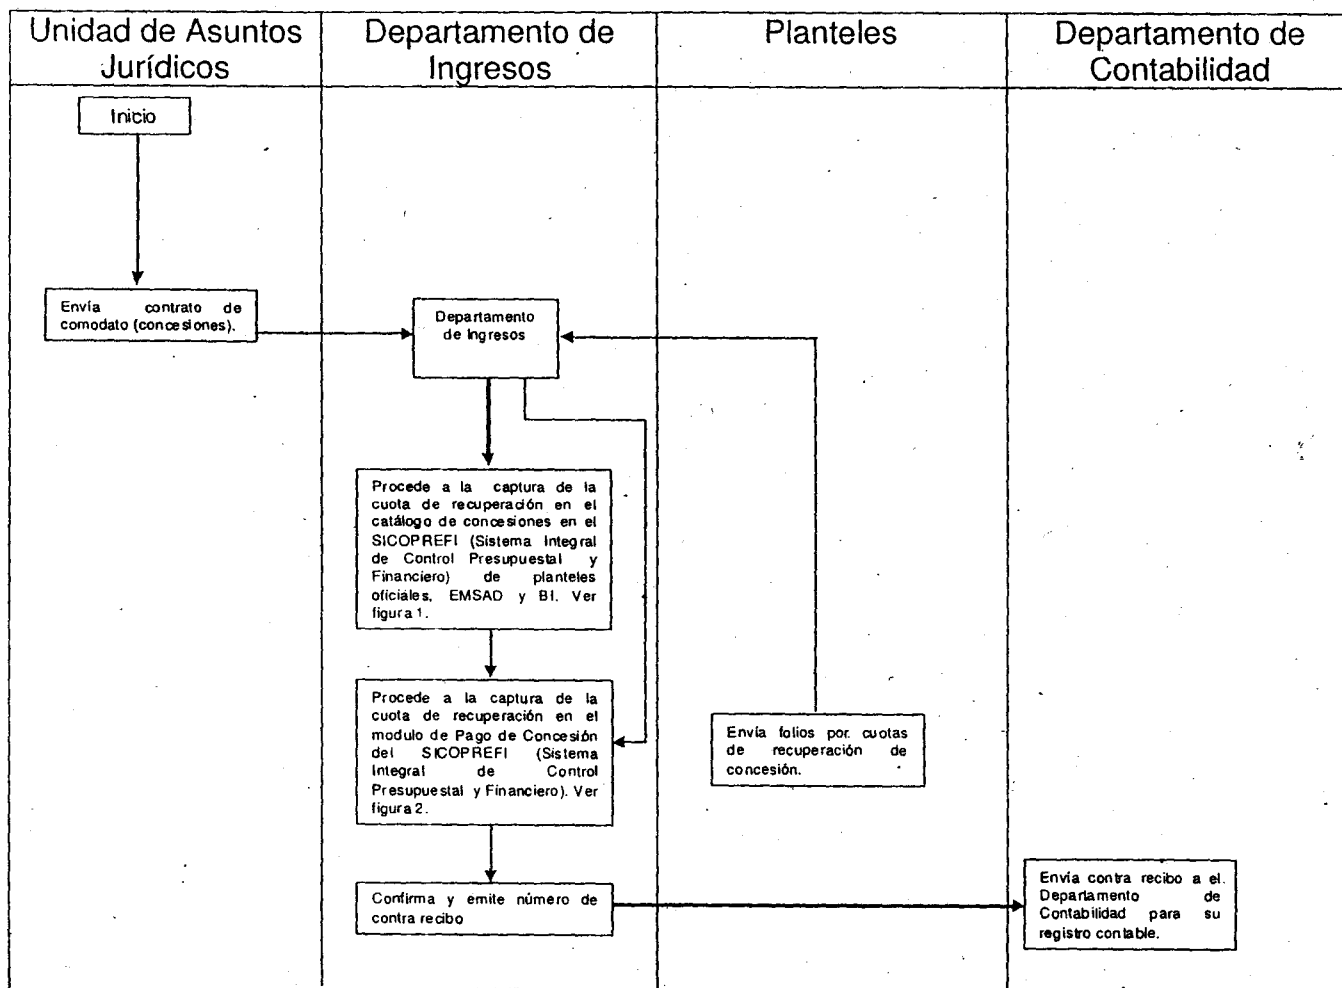 Unidad de Asuntos
Jurídicos
Departamento de
Ingresos
Planteles
Departamento de
Contabilidad
Inicio
Envía contrato de
comodato (concesiones).
Departamento
de Ingresos
Procede a la captura de la
cuota de recuperación en el
catálogo de concesiones en el
SICOPREFI (Sistema Integral
de Control Presupuestal y
Financiero) de planteles
oficiales, EMSAD y BI. Ver
figura 1.
Procede a la captura de la
cuota de recuperación en el
modulo de Pago de Concesión
del SICOPREFI (Sistema
Integral de Control
Presupuestal y Financiero). Ver
figura 2.
Envía folios por cuotas
de recuperación de
concesión.
Confirma y emite número de
contra recibo
Envía contra recibo a el
Departamento de
Contabilidad para su
registro contable.